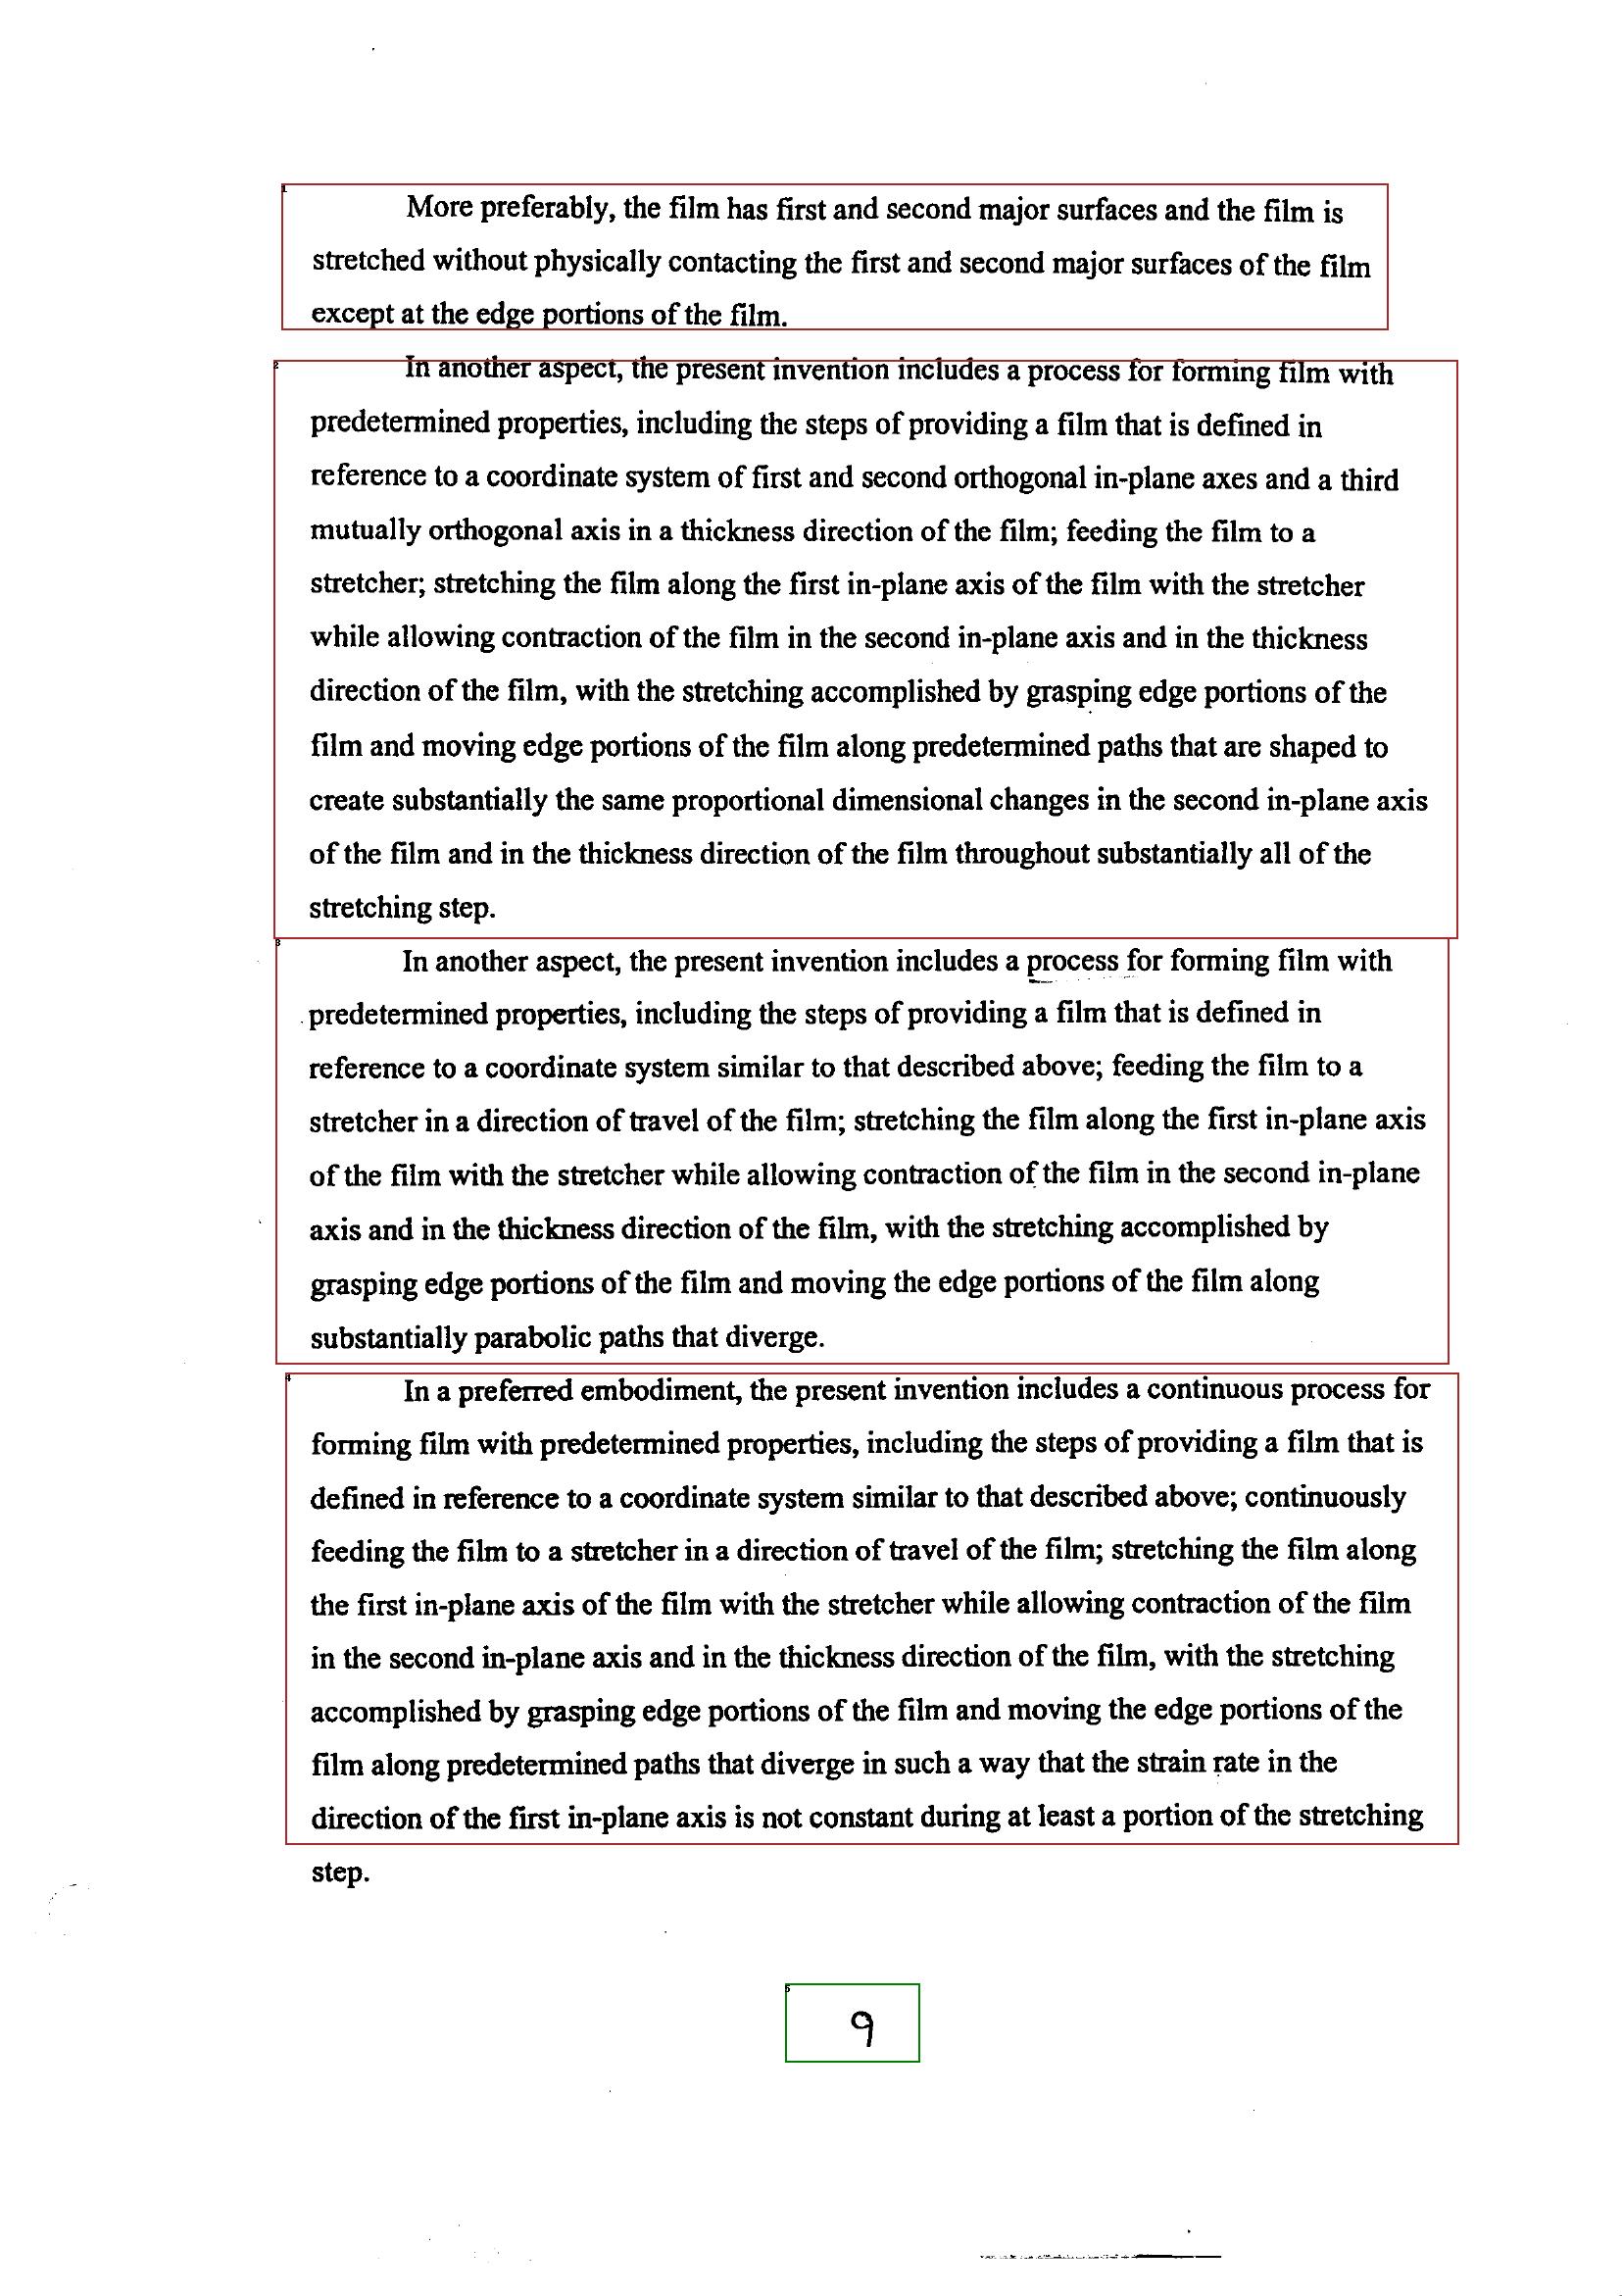 More preferably, the film has first and second major surfaces and the film is
stretched without physically contacting the first and second major surfaces of the film
except at the edge portions of the film.
In another aspect, the present invention includes a process for forming film with
predetermined properties, including the steps of providing a film that is defined in
reference to a coordinate system of first and second orthogonal in-plane axes and a third
mutually orthogonal axis in a thickness direction of the film; feeding the film to a
stretcher; stretching the film along the first in-plane axis of the film with the stretcher
while allowing contraction of the film in the second in-plane axis and in the thickness
direction of the film, with the stretching accomplished by grasping edge portions of the
film and moving edge portions of the film along predetermined paths that are shaped to
create substantially the same proportional dimensional changes in the second in-plane axis
of the film and in the thickness direction of the film throughout substantially all of the
stretching step.
In another aspect, the present invention includes a process for forming film with
predetermined properties, including the steps of providing a film that is defined in
reference to a coordinate system similar to that described above; feeding the film to a
stretcher in a direction of travel of the film; stretching the film along the first in-plane axis
of the film with the stretcher while allowing contraction of the film in the second in-plane
axis and in the thickness direction of the film, with the stretching accomplished by
grasping edge portions of the film and moving the edge portions of the film along
substantially parabolic paths that diverge.
In a preferred embodiment, the present invention includes a continuous process for
forming film with predetermined properties, including the steps of providing a film that is
defined in reference to a coordinate system similar to that described above; continuously
feeding the film to a stretcher in a direction of travel of the film; stretching the film along
the first in-plane axis of the film with the stretcher while allowing contraction of the film
in the second in-plane axis and in the thickness direction of the film, with the stretching
accomplished by grasping edge portions of the film and moving the edge portions of the
film along predetermined paths that diverge in such a way that the strain rate in the
direction of the first in-plane axis is not constant during at least a portion of the stretching
step.
9